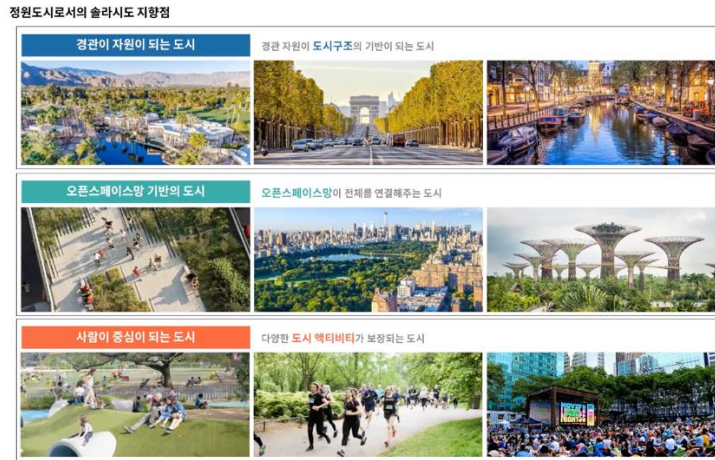 정원도시로서의 솔라시도 지향점
경관이 자원이 되는 도시
경관 자원이 도시구조의 기반이 되는 도시
오픈스페이스망 기반의 도시
오픈스페이스망이 전체를 연결해주는 도시
사람이 중심이 되는 도시
다양한 도시 액티비티가 보장되는 도시